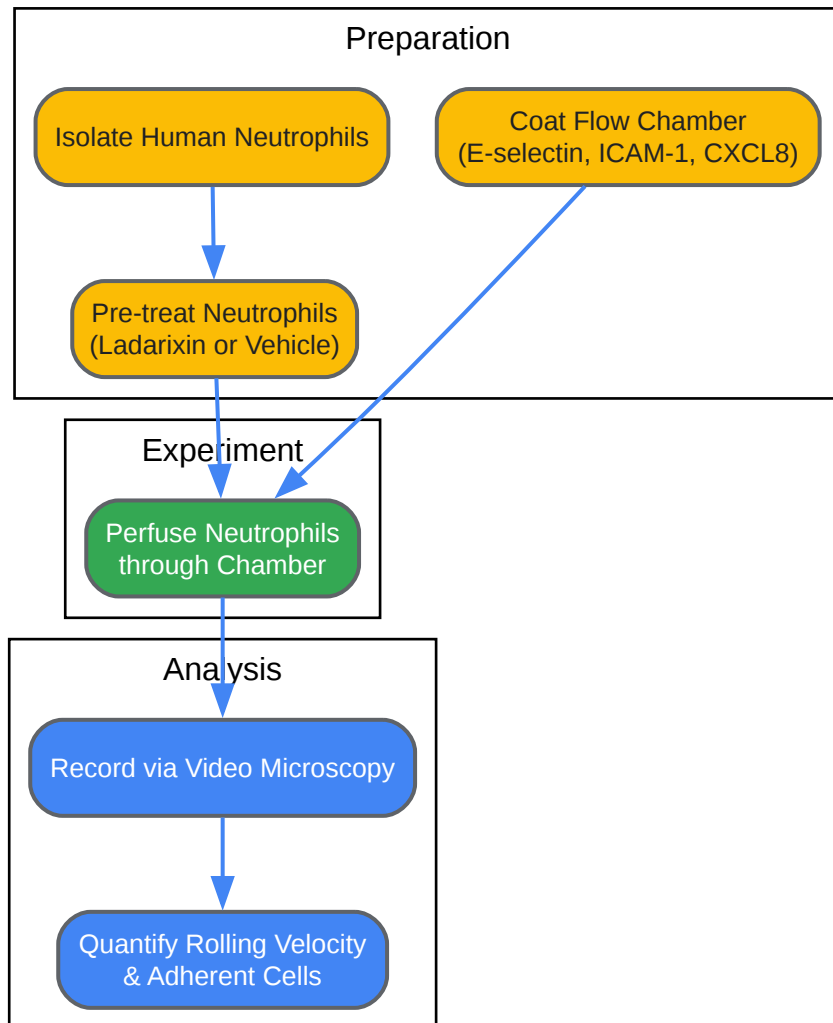 Preparation
Isolate Human Neutrophils
Coat Flow Chamber
(E-selectin, ICAM-1, CXCL8)
Pre-treat Neutrophils
(Ladarixin or Vehicle)
Experiment
Perfuse Neutrophils
through Chamber
Analysis
Record via Video Microscopy
Quantify Rolling Velocity
& Adherent Cells